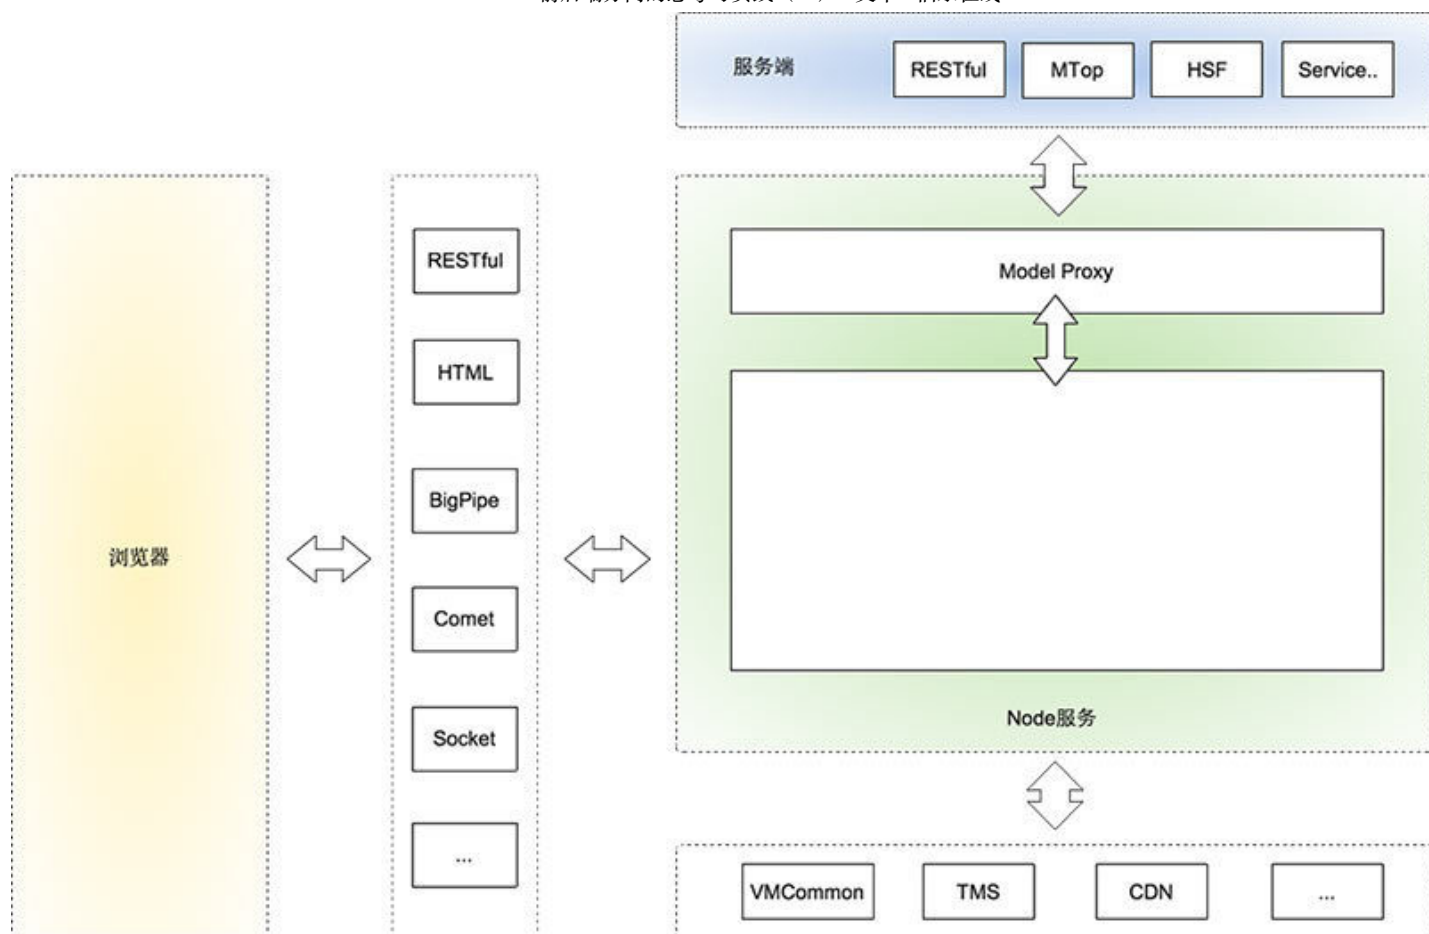 服务端
RESTful
MTop
HSF
Service..
RESTful
HTML
BigPipe
Comet
Socket
...
浏览器
Model Proxy
Node服务
VMCommon
TMS
CDN
...